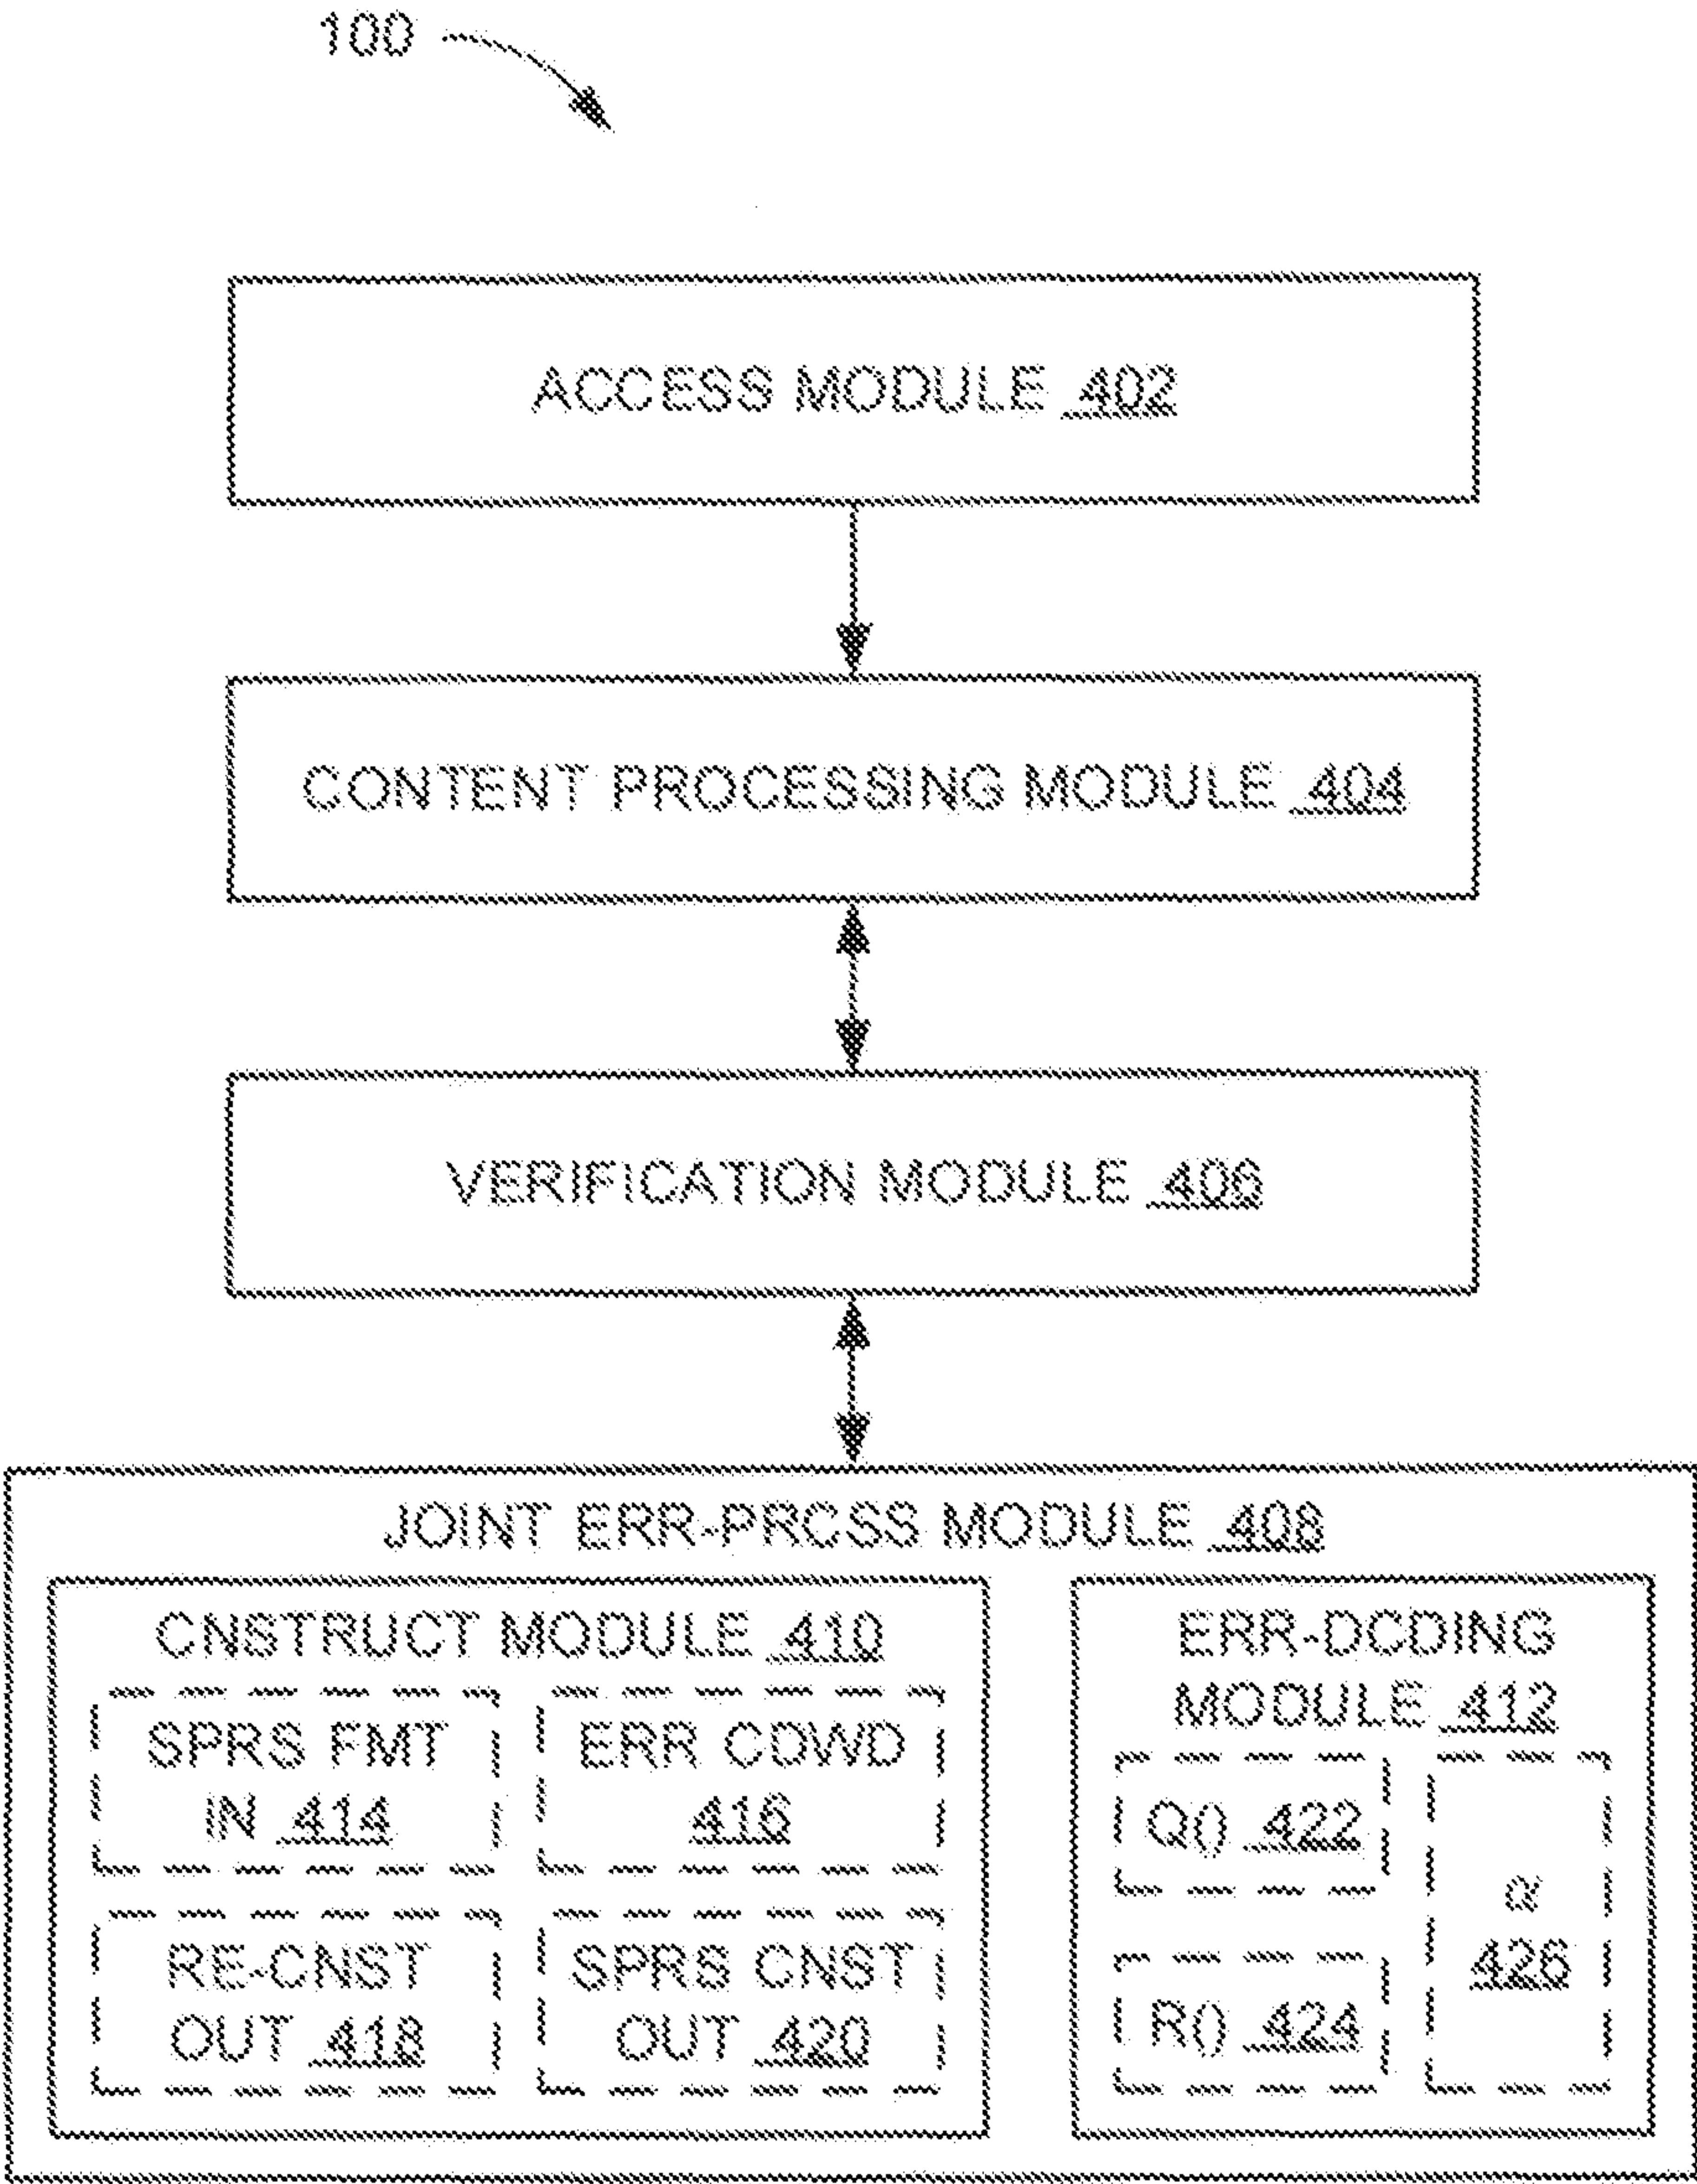 100
ACCESS MODULE 402
CONTENT PROCESSING MODULE 404
VERIFICATION MODULE 406
JOINT ERR-PRCSS MODULE 408
CNSTRUCT MODULE 410
SPRS FMT
IN 414
ERR CDWD
416
RE-CNST
OUT 418
SPRS CNST
OUT 420
ERR-DCDING
MODULE 412
Q() 422
R() 424
α
426